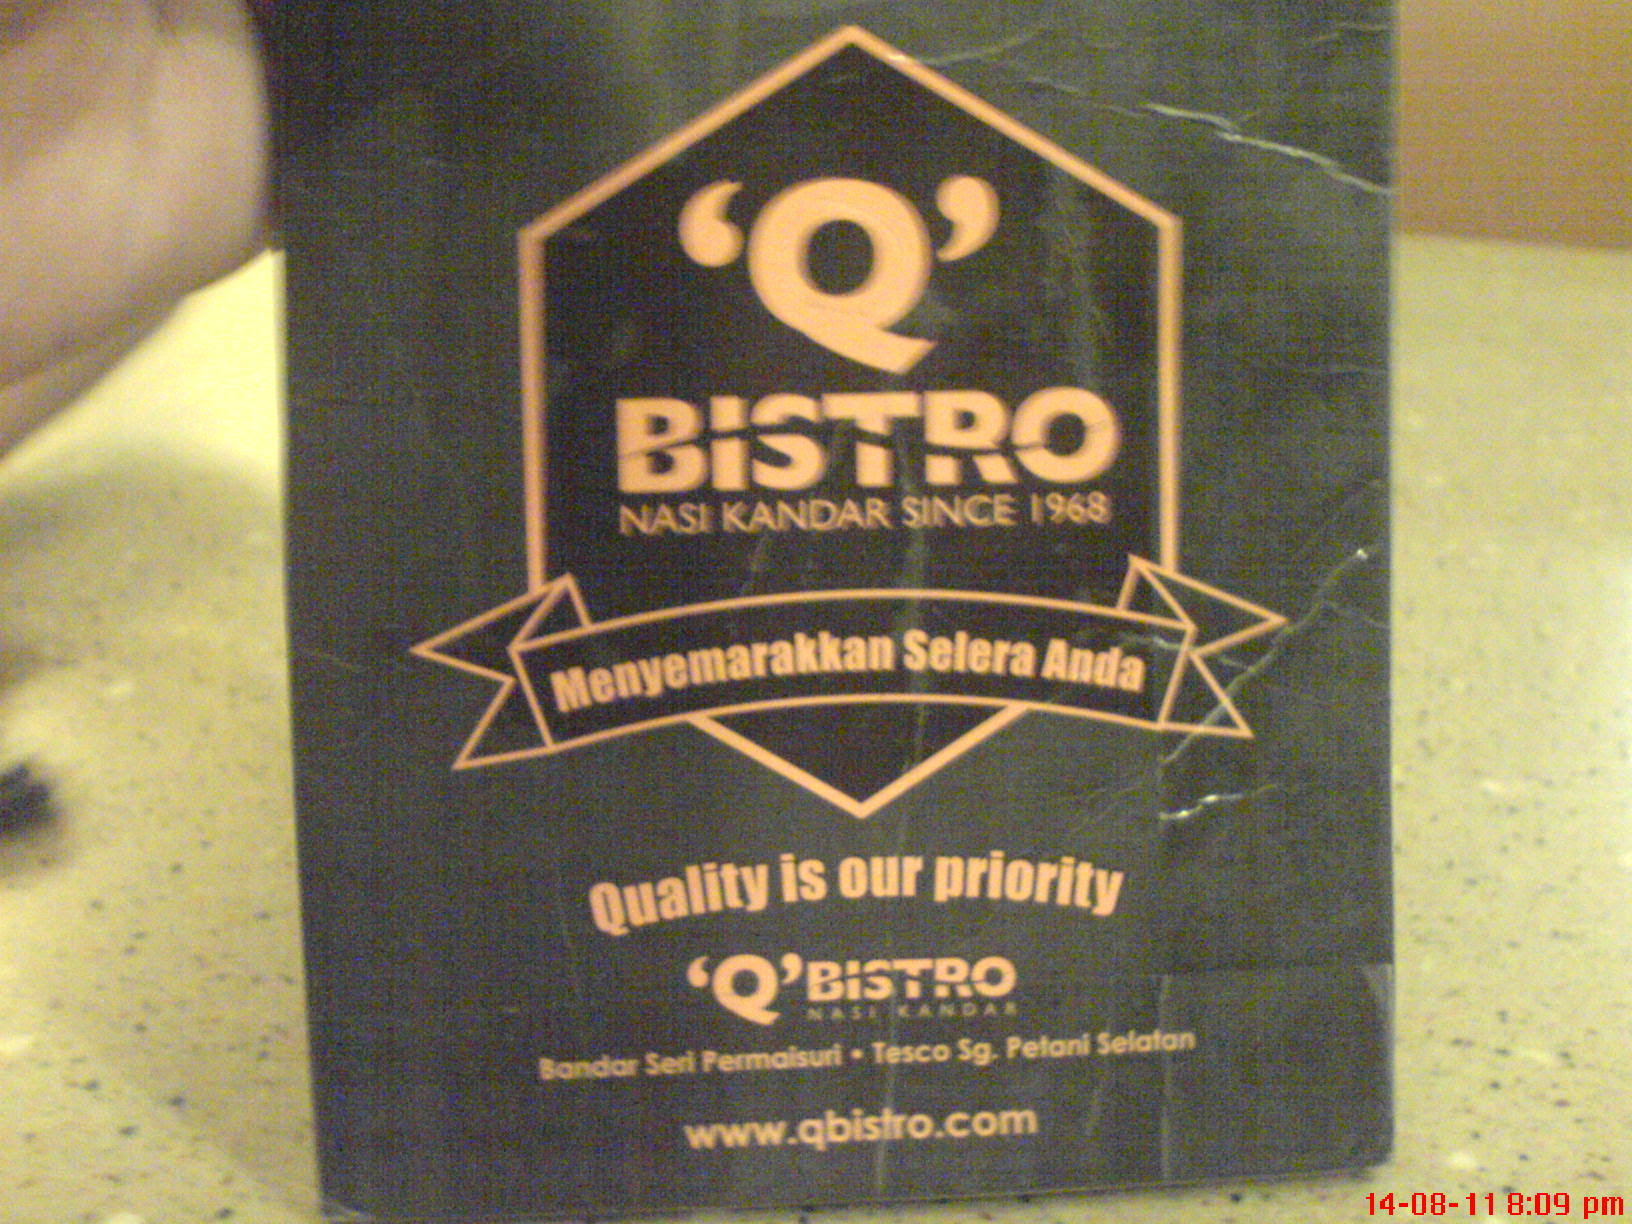 ‘Q’
BISTRO
NASI KANDAR SINCE 1968
Menyemarakkan Selera Anda
Quality is our priority
‘Q’ BISTRO
NASI KANDAR
Bandar Seri Permaisuri • Tesco Sg. Petani Selatan
www.qbistro.com
14-08-11 8:09 pm